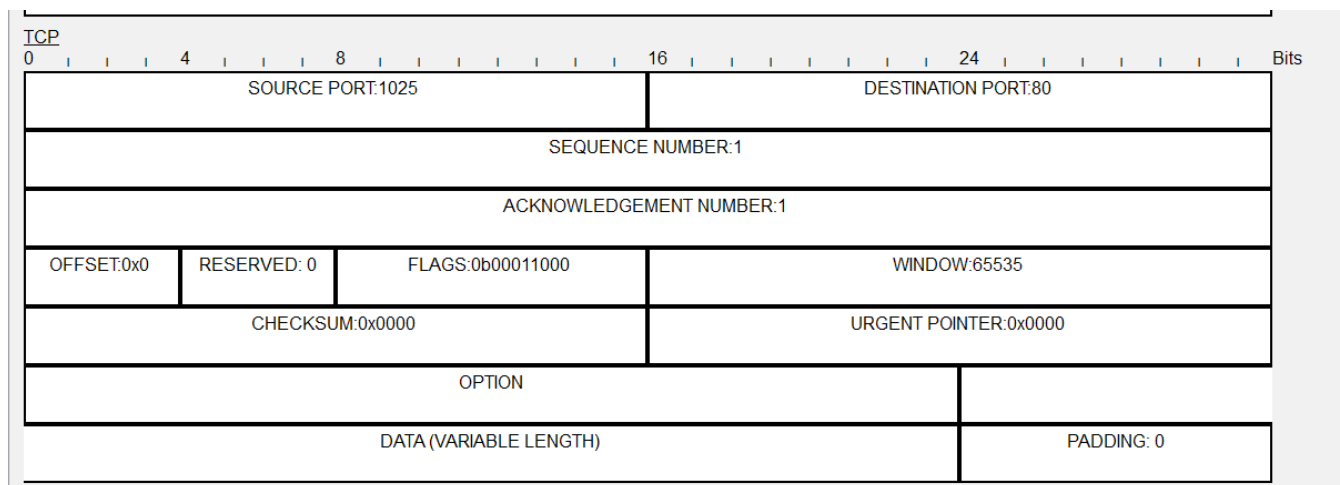 TCP
0 4 8 16 24 Bits
SOURCE PORT:1025 DESTINATION PORT:80
SEQUENCE NUMBER:1
ACKNOWLEDGEMENT NUMBER:1
OFFSET:0x0 RESERVED: 0 FLAGS:0b00011000 WINDOW:65535
CHECKSUM:0x0000 URGENT POINTER:0x0000
OPTION
DATA (VARIABLE LENGTH) PADDING: 0